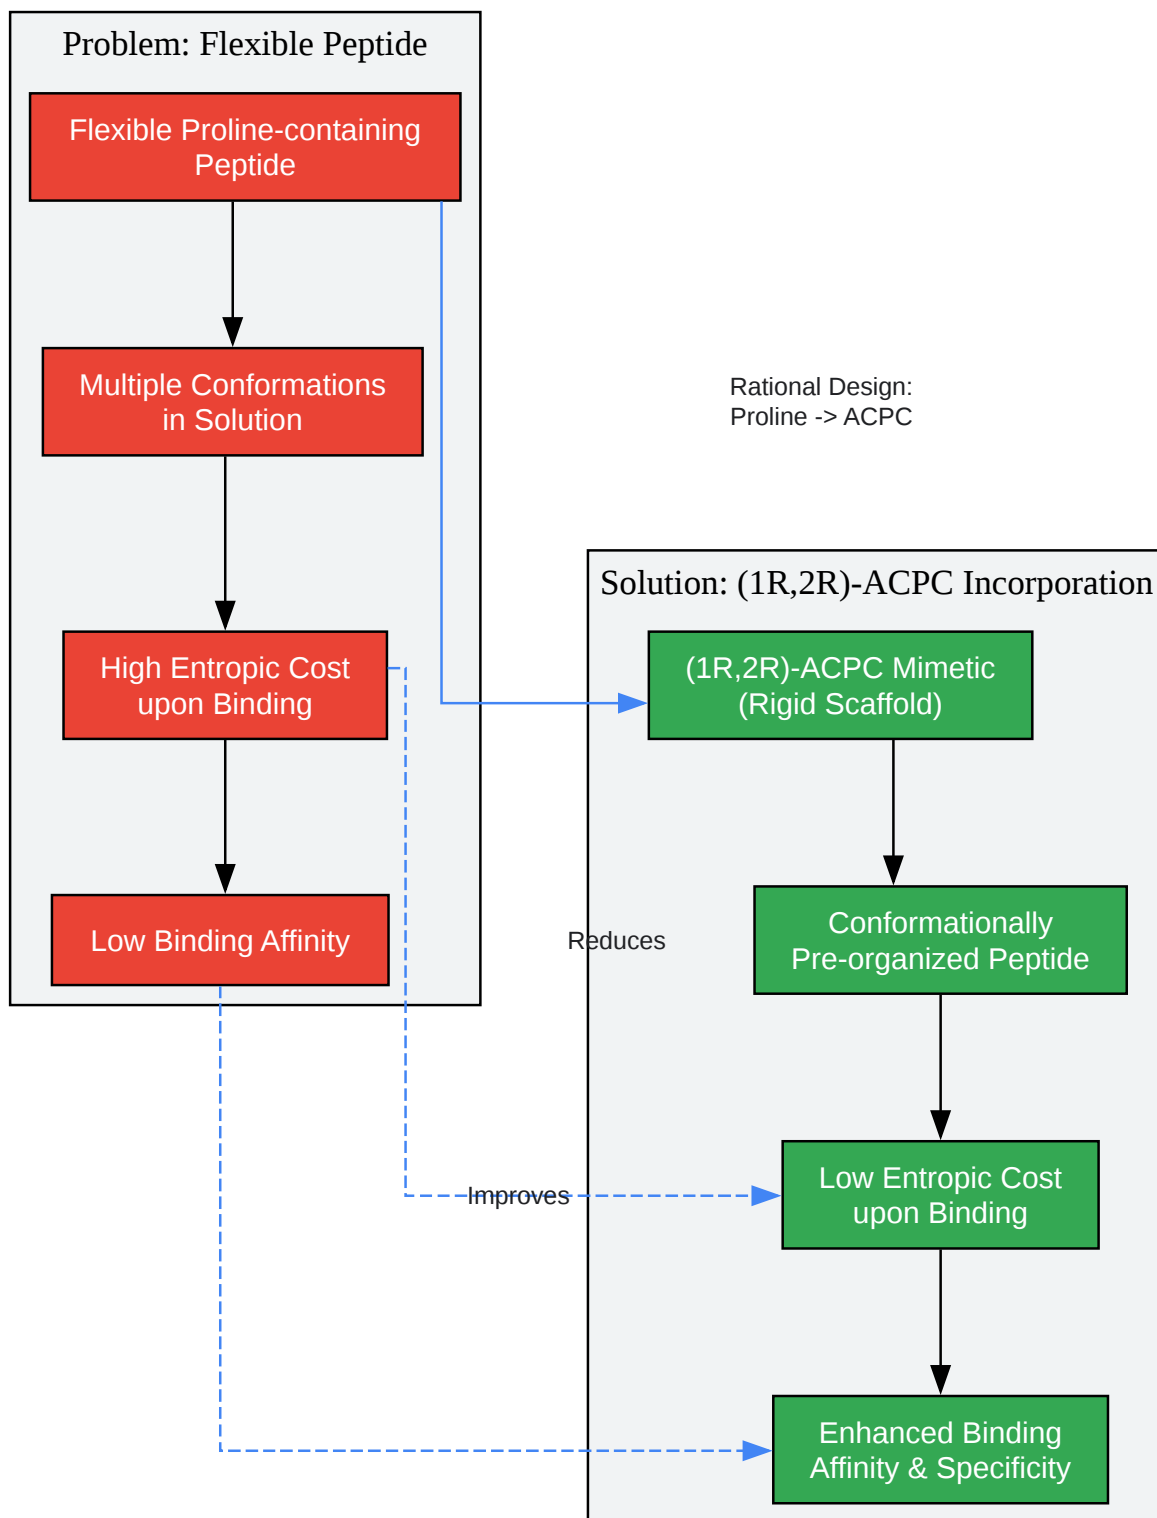 Problem: Flexible Peptide
Flexible Proline-containing
Peptide
Multiple Conformations
in Solution
High Entropic Cost
upon Binding
Low Binding Affinity
Rational Design:
Proline -> ACPC
Reduces
Improves
Solution: (1R,2R)-ACPC Incorporation
(1R,2R)-ACPC Mimetic
(Rigid Scaffold)
Conformationally
Pre-organized Peptide
Low Entropic Cost
upon Binding
Enhanced Binding
Affinity & Specificity